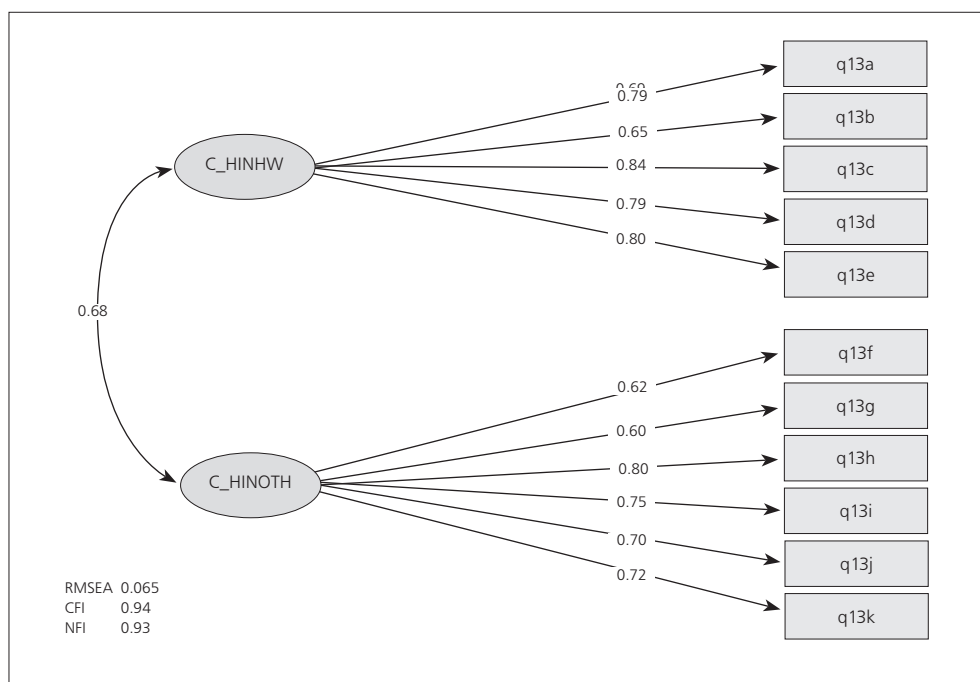 q13a
0.79
q13b
0.65
C_HINHW
0.84
q13c
0.79
q13d
0.80
q13e
0.68
q13f
0.62
q13g
0.60
q13h
0.80
C_HINOTH
0.75
q13i
0.70
q13j
0.72
q13k
RMSEA 0.065
CFI 0.94
NFI 0.93